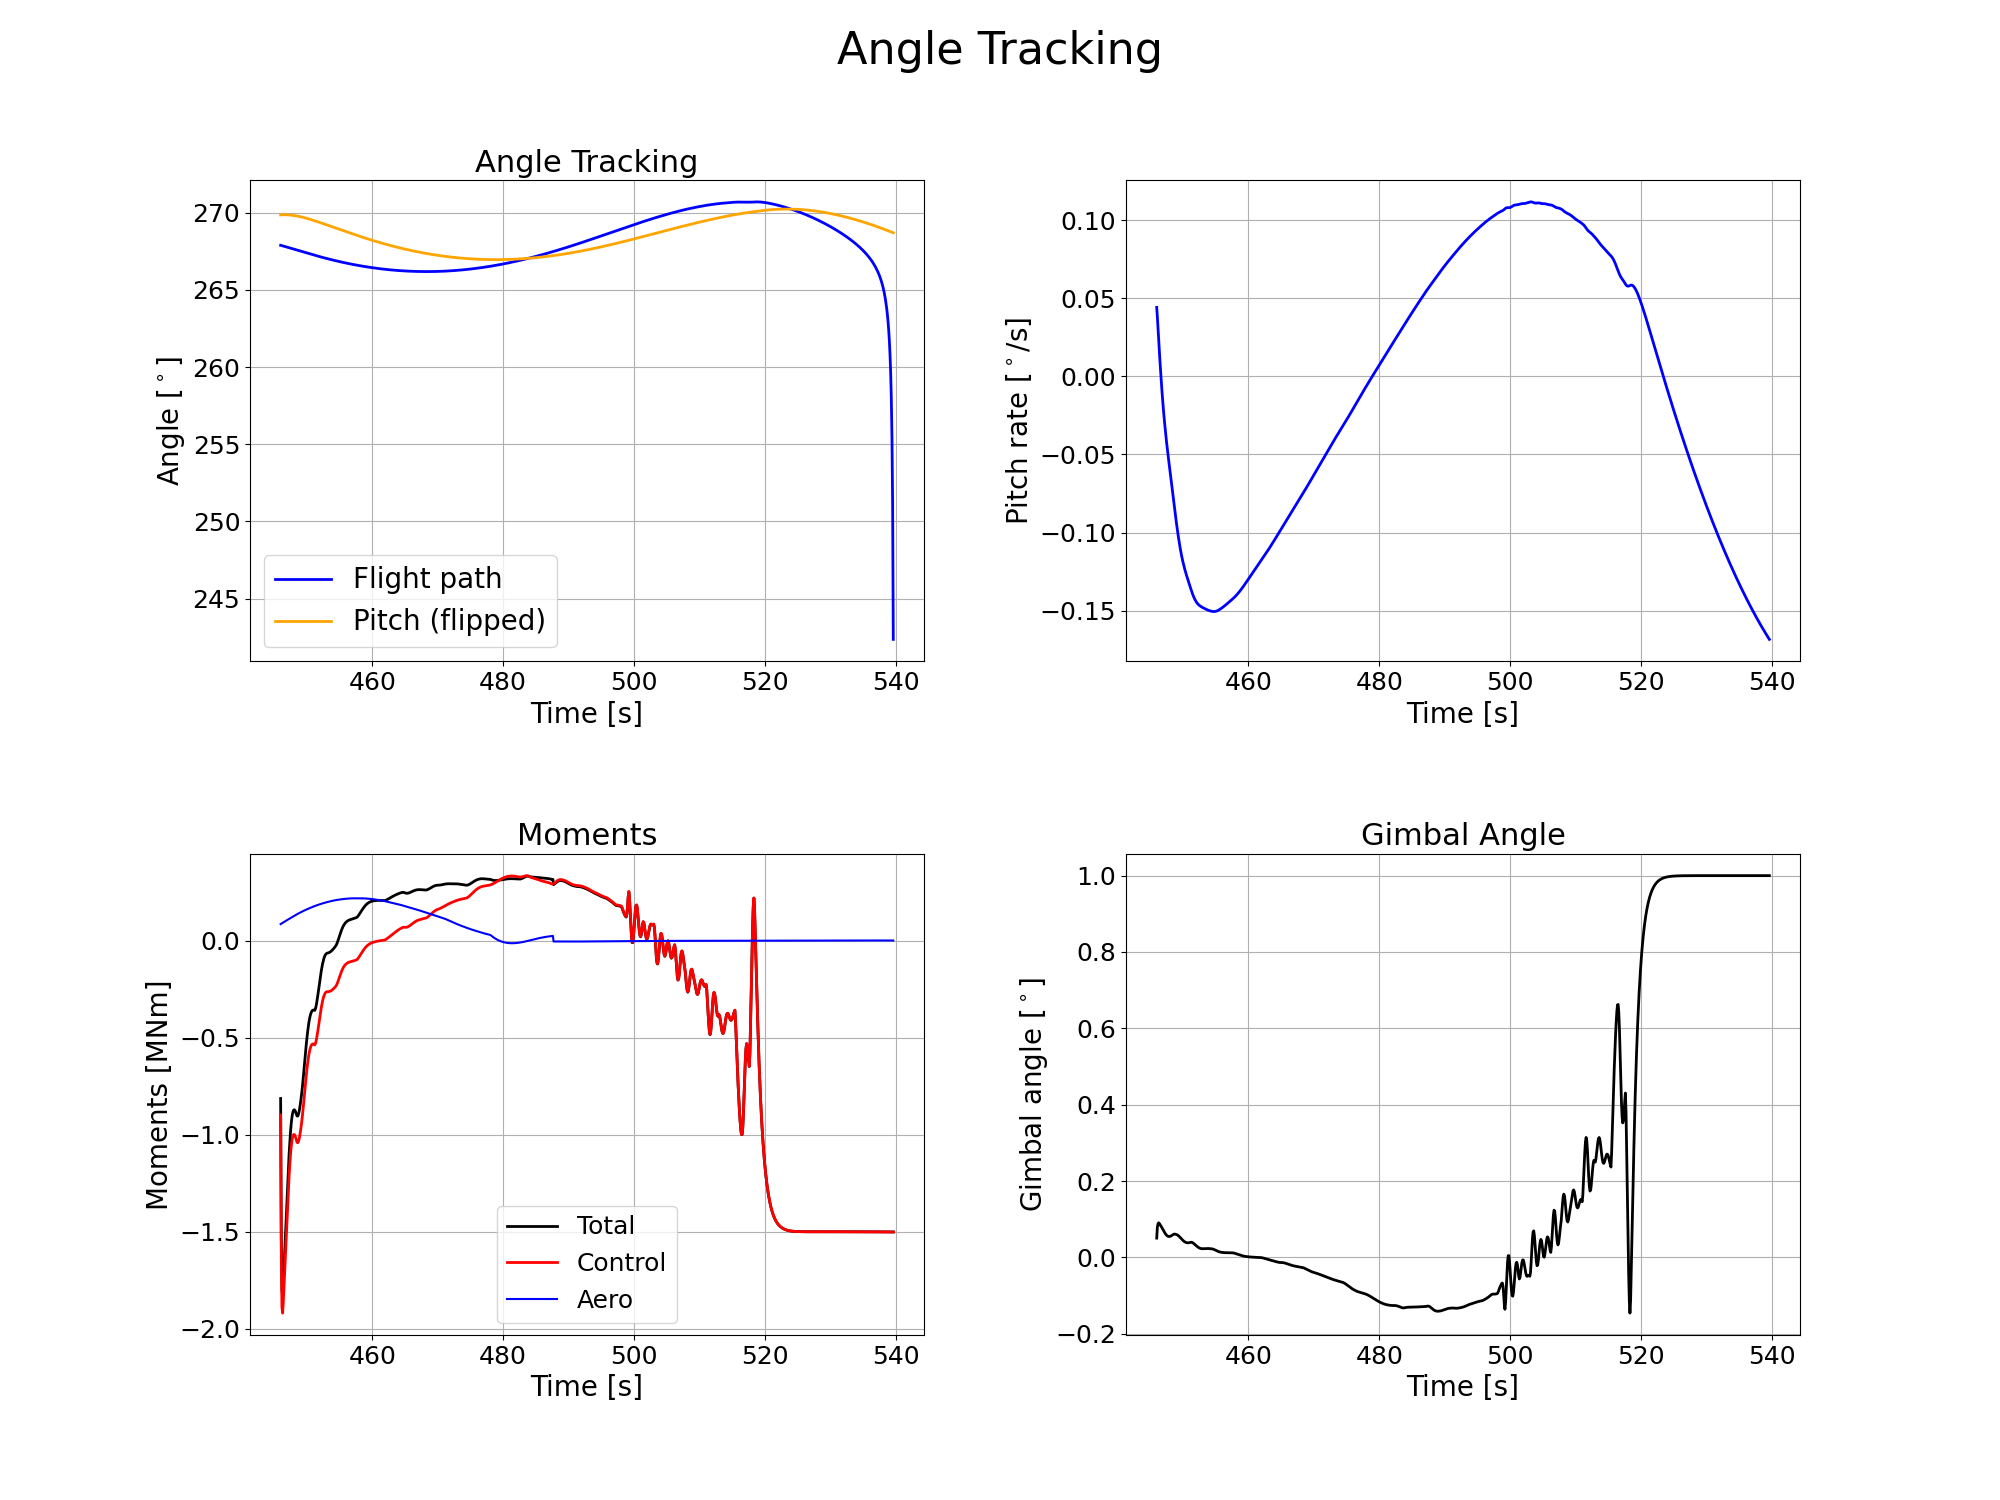 Angle Tracking
Angle Tracking
270
265
260
255
250
245
Angle [°]
Flight path
Pitch (flipped)
460 480 500 520 540
Time [s]
0.10
0.05
0.00
−0.05
−0.10
−0.15
Pitch rate [°/s]
460 480 500 520 540
Time [s]
Moments
0.0
−0.5
−1.0
−1.5
−2.0
Moments [MNm]
Total
Control
Aero
460 480 500 520 540
Time [s]
Gimbal Angle
1.0
0.8
0.6
0.4
0.2
0.0
−0.2
Gimbal angle [°]
460 480 500 520 540
Time [s]